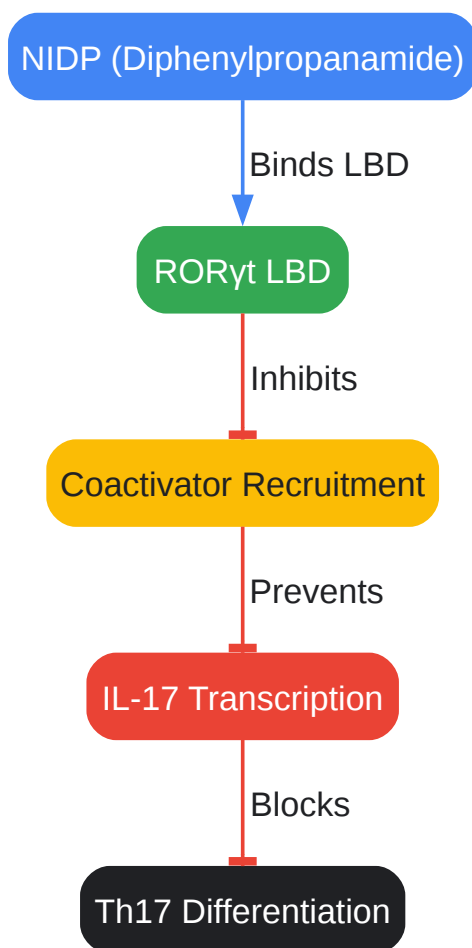 NIDP (Diphenylpropanamide)
Binds LBD
RORγt LBD
Inhibits
Coactivator Recruitment
Prevents
IL-17 Transcription
Blocks
Th17 Differentiation